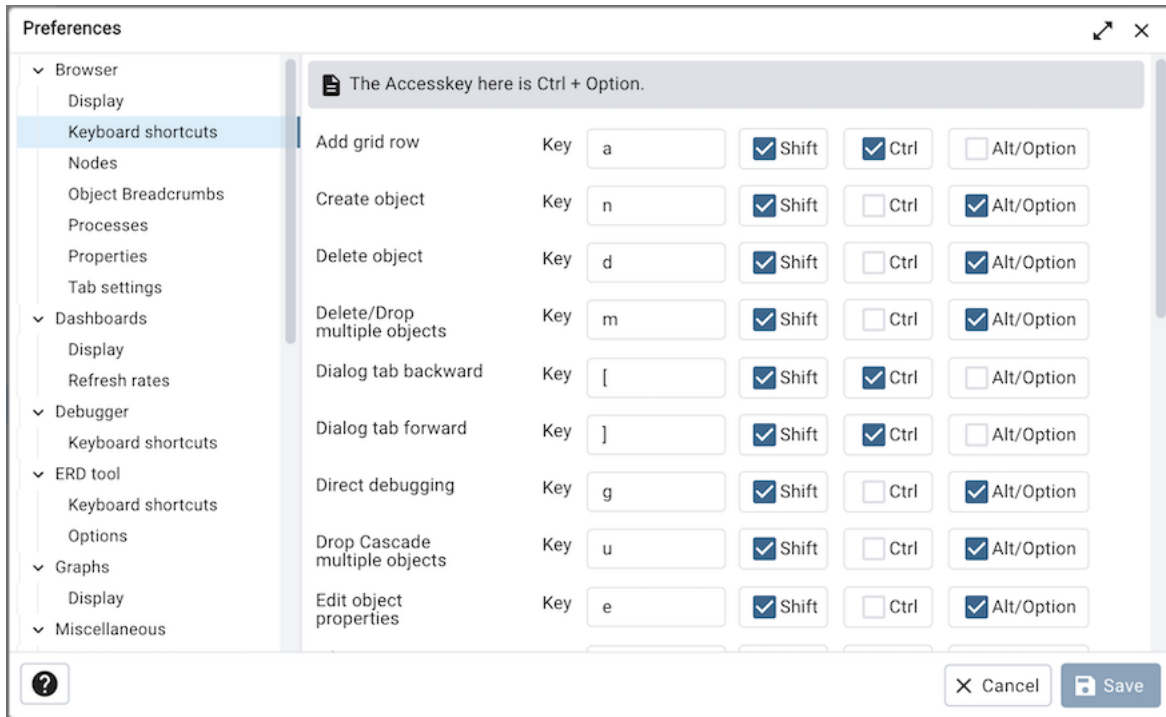 Preferences
Browser
Display
Keyboard shortcuts
Nodes
Object Breadcrumbs
Processes
Properties
Tab settings
Dashboards
Display
Refresh rates
Debugger
Keyboard shortcuts
ERD tool
Keyboard shortcuts
Options
Graphs
Display
Miscellaneous
The Accesskey here is Ctrl + Option.
Add grid row Key a Shift Ctrl Alt/Option
Create object Key n Shift Ctrl Alt/Option
Delete object Key d Shift Ctrl Alt/Option
Delete/Drop
multiple objects Key m Shift Ctrl Alt/Option
Dialog tab backward Key [ Shift Ctrl Alt/Option
Dialog tab forward Key ] Shift Ctrl Alt/Option
Direct debugging Key g Shift Ctrl Alt/Option
Drop Cascade
multiple objects Key u Shift Ctrl Alt/Option
Edit object
properties Key e Shift Ctrl Alt/Option
? Cancel Save